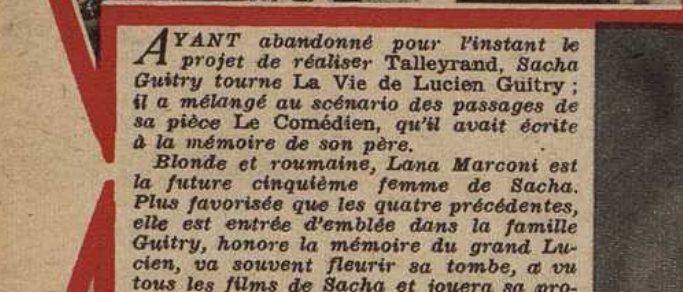 AYANT abandonné pour l'instant le
projet de réaliser Talleyrand, Sacha
Guitry tourne La Vie de Lucien Guitry ;
il a mélangé au scénario des passages de
sa pièce Le Comédien, qu'il avait écrite
à la mémoire de son père.
Blonde et roumaine, Lana Marconi est
la future cinquième femme de Sacha.
Plus favorisée que les quatre précédentes,
elle est entrée d'emblée dans la famille
Guitry, honore la mémoire du grand Lu-
cien, va souvent fleurir sa tombe, a vu
tous les films de Sacha et jouera sa pro-